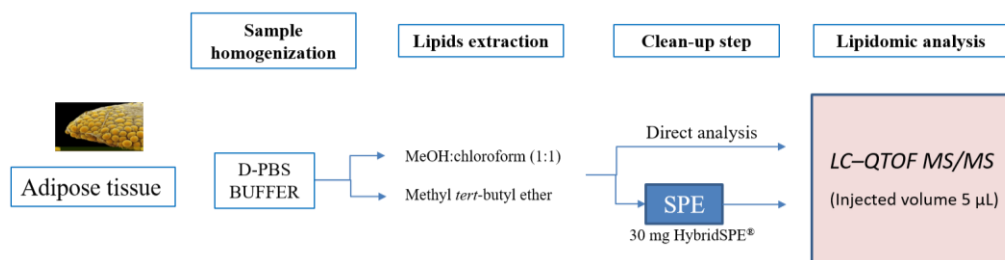 Sample
homogenization
Lipids extraction
Clean-up step
Lipidomic analysis
Adipose tissue
D-PBS
BUFFER
MeOH:chloroform (1:1)
Methyl tert-butyl ether
Direct analysis
SPE
30 mg HybridSPE®
LC–QTOF MS/MS
(Injected volume 5 µL)